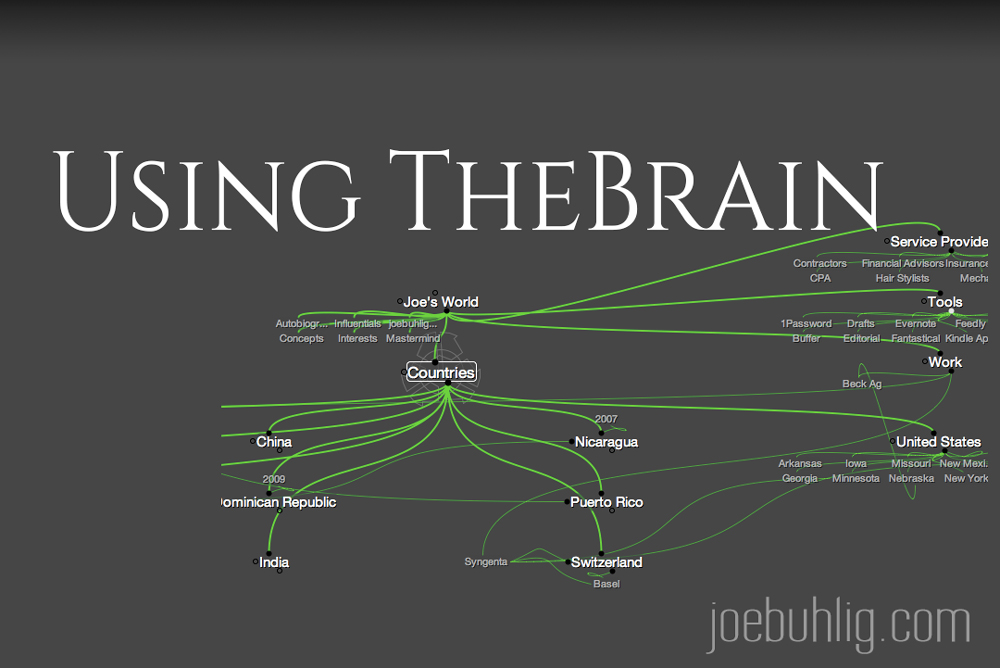 Using TheBrain
Service Provide
Contractors Financial Advisors Insurance
CPA Hair Stylists Mecha
Joe's World
Tools
Autobiogr... Influentials joebuhlig...
1Password Drafts Evernote Feedly
Concepts Interests Mastermind
Buffer Editorial Fantastical Kindle Ap
Work
Countries
Beck Ag
2007
China
Nicaragua
United States
Arkansas Iowa Missouri New Mexi.
2009
Georgia Minnesota Nebraska New York
Dominican Republic
Puerto Rico
India
Syngenta
Switzerland
Basel
joebuhlig.com